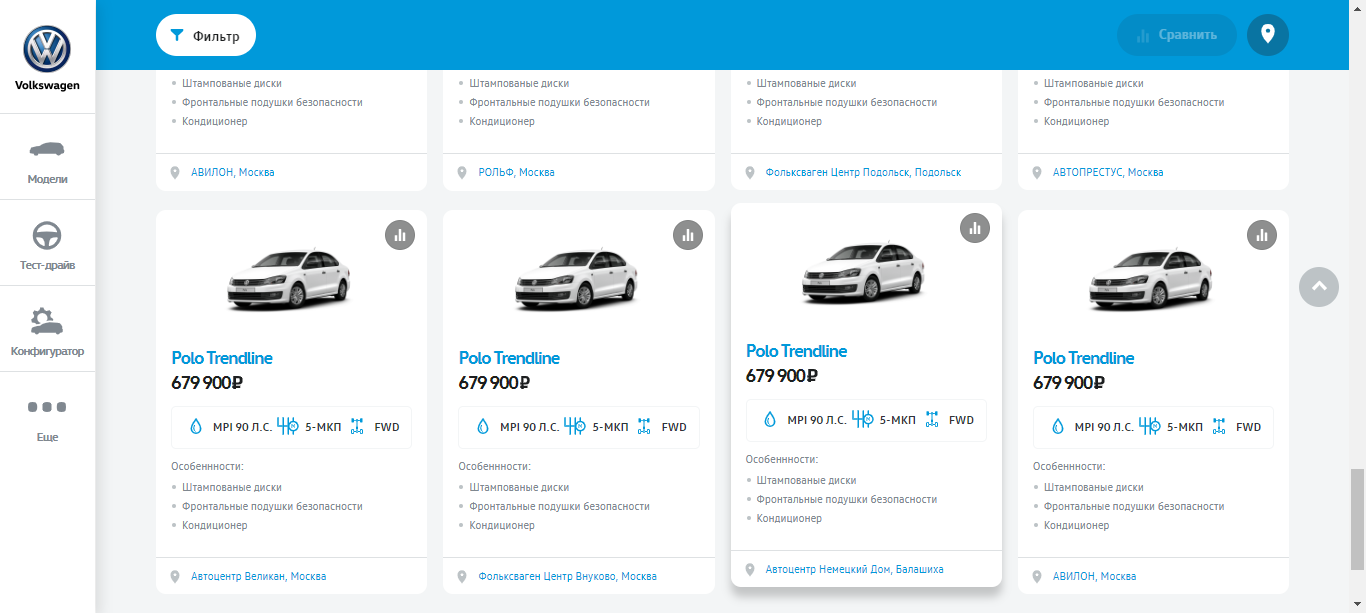 Volkswagen
Модели
Тест-драйв
Конфигуратор
Еще
Фильтр
Сравнить
Штампованые диски
Фронтальные подушки безопасности
Кондиционер
АВИЛОН, Москва
Штампованые диски
Фронтальные подушки безопасности
Кондиционер
РОЛЬФ, Москва
Штампованые диски
Фронтальные подушки безопасности
Кондиционер
Фольксваген Центр Подольск, Подольск
Штампованые диски
Фронтальные подушки безопасности
Кондиционер
АВТОПРЕСТУС, Москва
Polo Trendline
679 900₽
MPI 90 Л.С. 5-МКП FWD
Особеннности:
Штампованые диски
Фронтальные подушки безопасности
Кондиционер
Автоцентр Великан, Москва
Polo Trendline
679 900₽
MPI 90 Л.С. 5-МКП FWD
Особеннности:
Штампованые диски
Фронтальные подушки безопасности
Кондиционер
Фольксваген Центр Внуково, Москва
Polo Trendline
679 900₽
MPI 90 Л.С. 5-МКП FWD
Особеннности:
Штампованые диски
Фронтальные подушки безопасности
Кондиционер
Автоцентр Немецкий Дом, Балашиха
Polo Trendline
679 900₽
MPI 90 Л.С. 5-МКП FWD
Особеннности:
Штампованые диски
Фронтальные подушки безопасности
Кондиционер
АВИЛОН, Москва